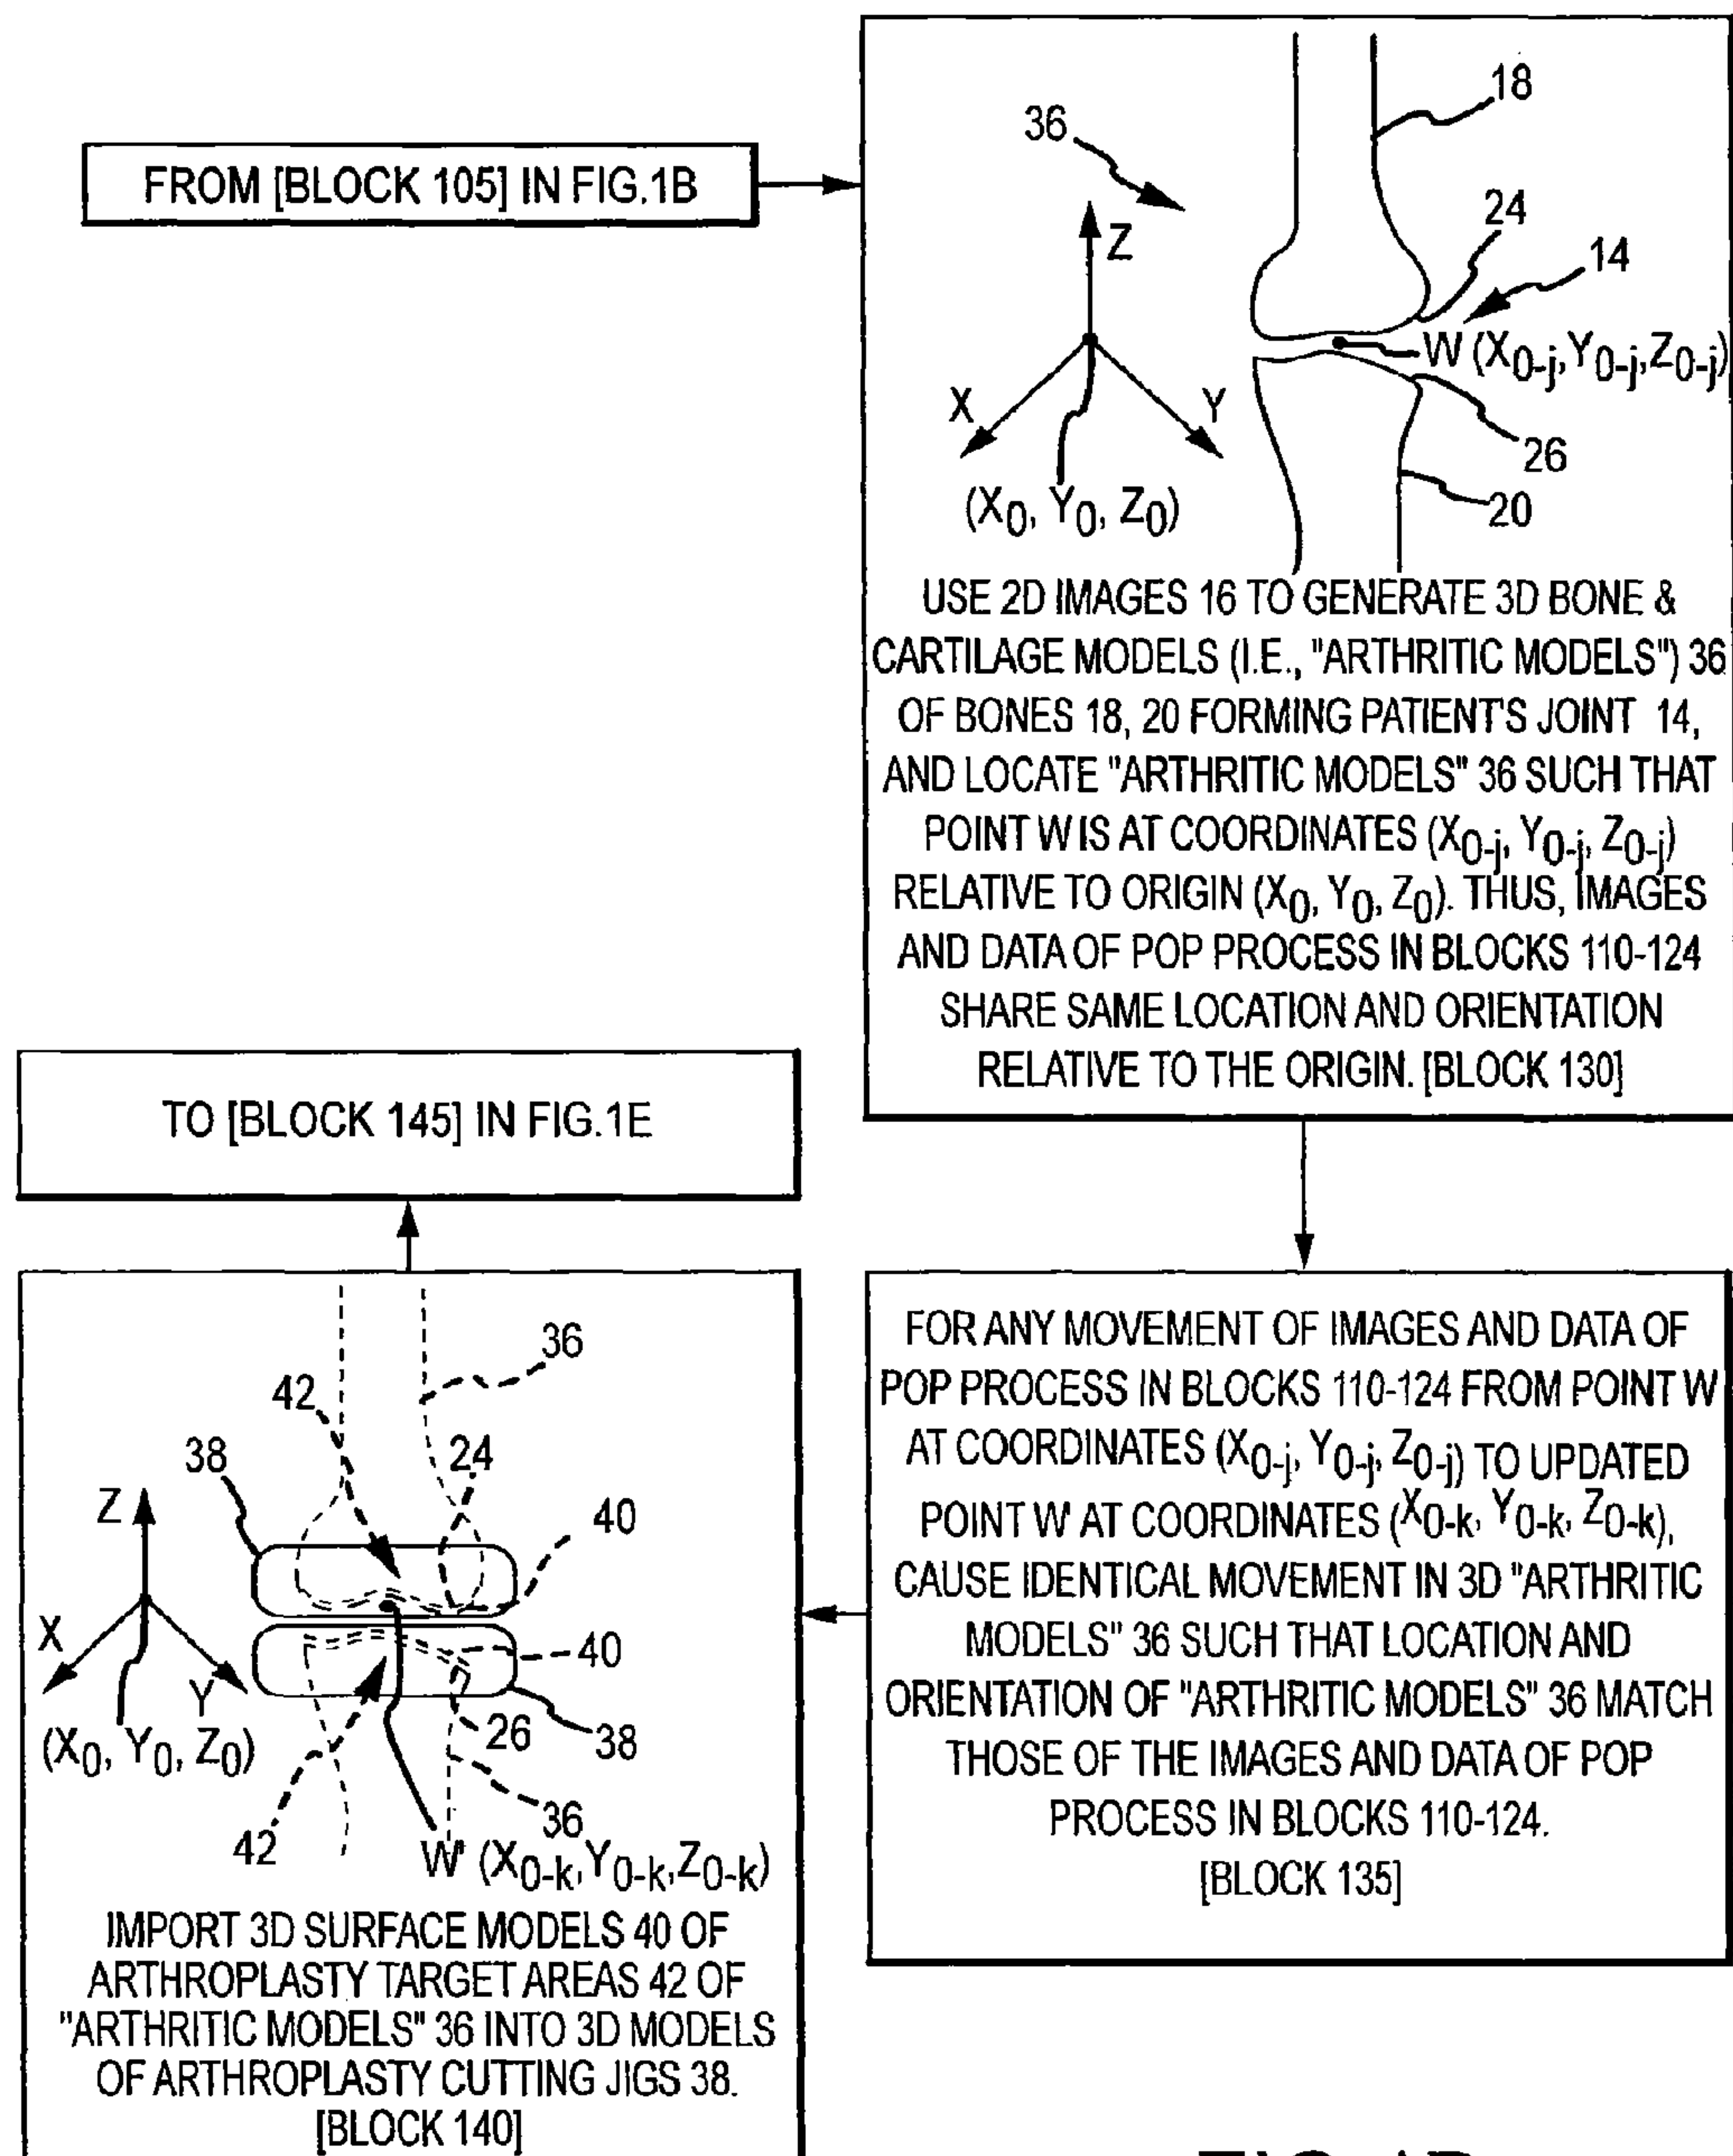 FROM [BLOCK 105] IN FIG.1B
36
18
Z
24
14
W (X0-j,Y0-j,Z0-j)
X
Y
26
(X0, Y0, Z0)
20
USE 2D IMAGES 16 TO GENERATE 3D BONE &
CARTILAGE MODELS (I.E., "ARTHRITIC MODELS") 36
OF BONES 18, 20 FORMING PATIENT'S JOINT 14,
AND LOCATE "ARTHRITIC MODELS" 36 SUCH THAT
POINT W IS AT COORDINATES (X0-j, Y0-j, Z0-j)
RELATIVE TO ORIGIN (X0, Y0, Z0). THUS, IMAGES
AND DATA OF POP PROCESS IN BLOCKS 110-124
SHARE SAME LOCATION AND ORIENTATION
RELATIVE TO THE ORIGIN. [BLOCK 130]
FOR ANY MOVEMENT OF IMAGES AND DATA OF
POP PROCESS IN BLOCKS 110-124 FROM POINT W
AT COORDINATES (X0-j, Y0-j, Z0-j) TO UPDATED
POINT W' AT COORDINATES (X0-k, Y0-k, Z0-k),
CAUSE IDENTICAL MOVEMENT IN 3D "ARTHRITIC
MODELS" 36 SUCH THAT LOCATION AND
ORIENTATION OF "ARTHRITIC MODELS" 36 MATCH
THOSE OF THE IMAGES AND DATA OF POP
PROCESS IN BLOCKS 110-124.
[BLOCK 135]
36
42
38
24
Z
40
X
40
Y
26
38
(X0, Y0, Z0)
36
42
W' (X0-k,Y0-k,Z0-k)
IMPORT 3D SURFACE MODELS 40 OF
ARTHROPLASTY TARGET AREAS 42 OF
"ARTHRITIC MODELS" 36 INTO 3D MODELS
OF ARTHROPLASTY CUTTING JIGS 38.
[BLOCK 140]
TO [BLOCK 145] IN FIG.1E